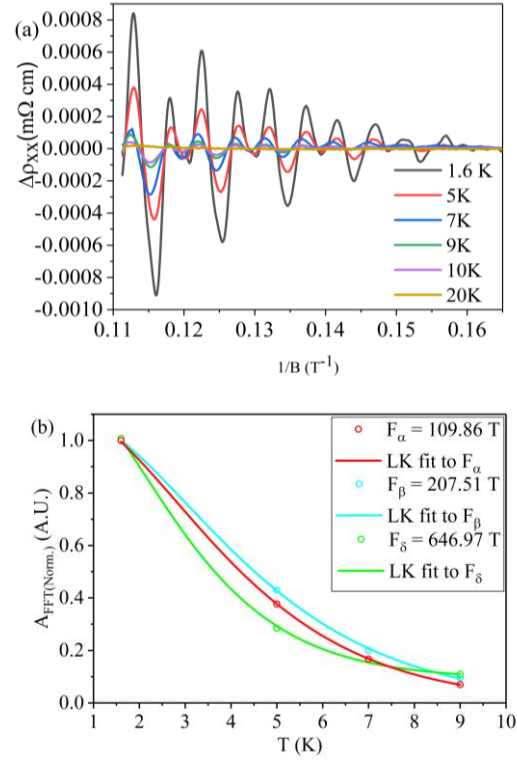 (a)
Δρxx(mΩ cm)
0.0008
0.0006
0.0004
0.0002
0.0000
-0.0002
-0.0004
-0.0006
-0.0008
-0.0010
1.6 K
5K
7K
9K
10K
20K
0.11 0.12 0.13 0.14 0.15 0.16
1/B (T⁻¹)
(b)
A_FFT(Norm.) (A.U.)
1.0
0.8
0.6
0.4
0.2
0.0
Fα = 109.86 T
LK fit to Fα
Fβ = 207.51 T
LK fit to Fβ
Fδ = 646.97 T
LK fit to Fδ
1 2 3 4 5 6 7 8 9 10
T (K)